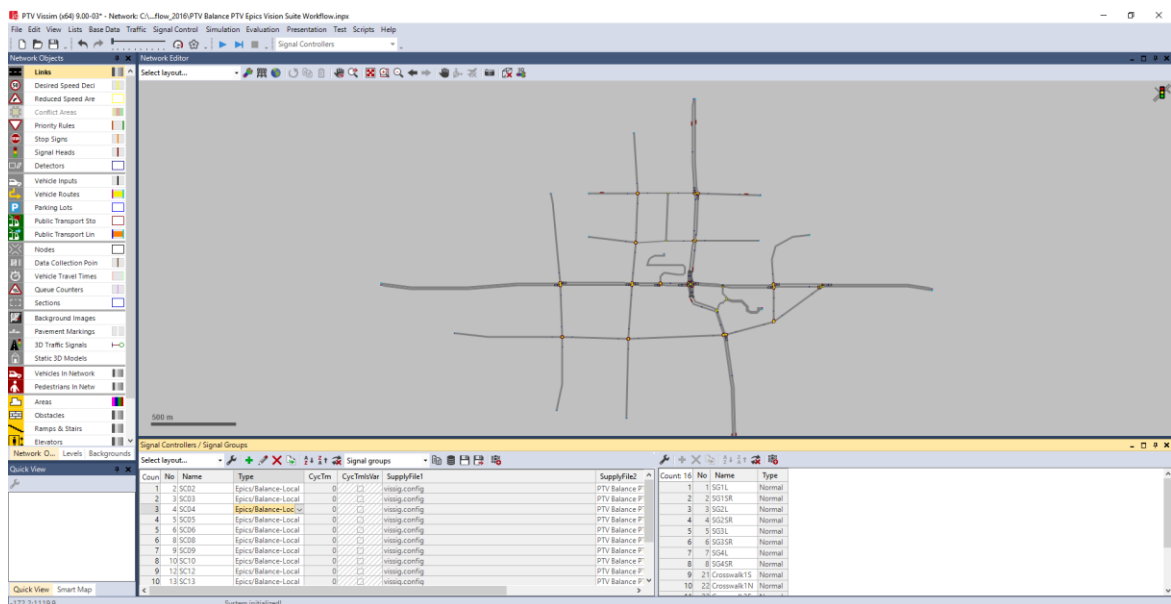 PTV Vissim (x64) 9.00-03* - Network: C:\...flow_2016\PTV Balance PTV Epics Vision Suite Workflow.inpx
File Edit View Lists Base Data Traffic Signal Control Simulation Evaluation Presentation Test Scripts Help
Signal Controllers
Network Objects
Network Editor
Select layout...
Links
Desired Speed Deci
Reduced Speed Are
Conflict Areas
Priority Rules
Stop Signs
Signal Heads
Detectors
Vehicle Inputs
Vehicle Routes
Parking Lots
Public Transport Sto
Public Transport Lin
Nodes
Data Collection Poin
Vehicle Travel Times
Queue Counters
Sections
Background Images
Pavement Markings
3D Traffic Signals
Static 3D Models
Vehicles In Network
Pedestrians In Netw
Areas
Obstacles
Ramps & Stairs
Elevators
Network O... Levels Backgrounds
Quick View
Quick View Smart Map
500 m
Signal Controllers / Signal Groups
Select layout... Signal groups
Coun No Name Type CycTm CycTmIsVar SupplyFile1 SupplyFile2
1 2 SC02 Epics/Balance-Local 0 vissig.config PTV Balance P
2 3 SC03 Epics/Balance-Local 0 vissig.config PTV Balance P
3 4 SC04 Epics/Balance-Loc 0 vissig.config PTV Balance P
4 5 SC05 Epics/Balance-Local 0 vissig.config PTV Balance P
5 6 SC06 Epics/Balance-Local 0 vissig.config PTV Balance P
6 8 SC08 Epics/Balance-Local 0 vissig.config PTV Balance P
7 9 SC09 Epics/Balance-Local 0 vissig.config PTV Balance P
8 10 SC10 Epics/Balance-Local 0 vissig.config PTV Balance P
9 12 SC12 Epics/Balance-Local 0 vissig.config PTV Balance P
10 13 SC13 Epics/Balance-Local 0 vissig.config PTV Balance P
Count: 16 No Name Type
1 1 SG1L Normal
2 2 SG1SR Normal
3 3 SG2L Normal
4 4 SG2SR Normal
5 5 SG3L Normal
6 6 SG3SR Normal
7 7 SG4L Normal
8 8 SG4SR Normal
9 21 Crosswalk1S Normal
10 22 Crosswalk1N Normal
System initialized!